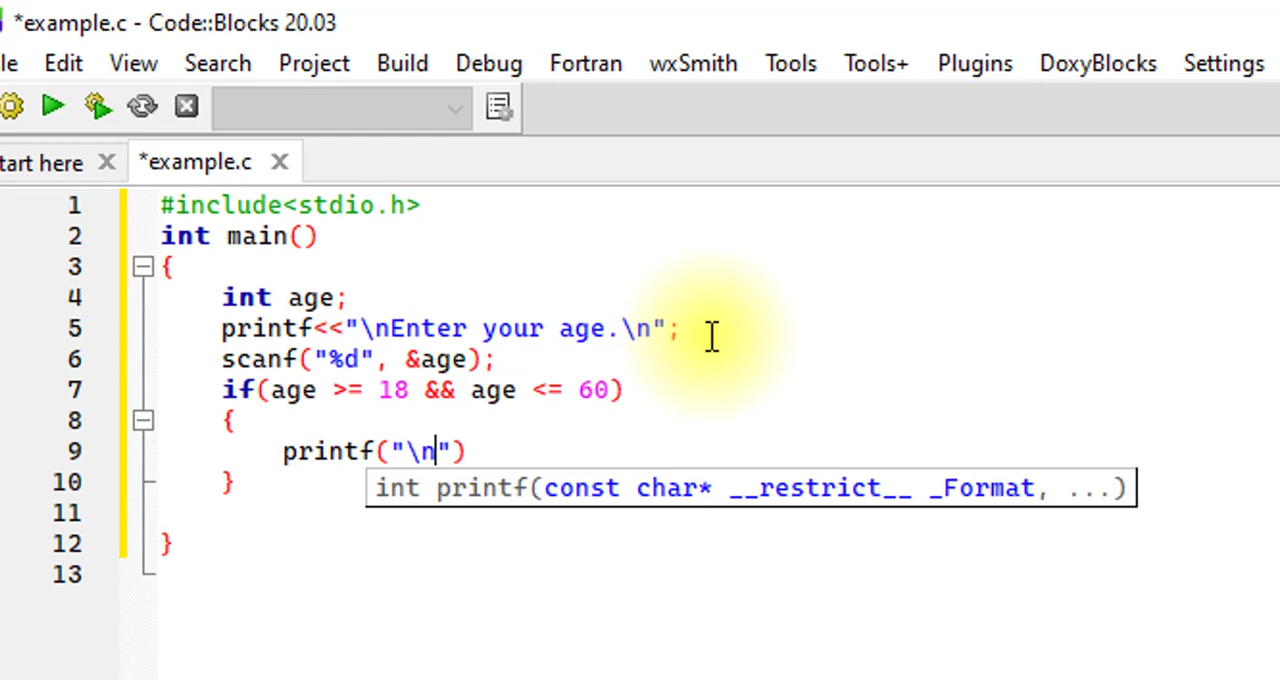 *example.c - Code::Blocks 20.03
le Edit View Search Project Build Debug Fortran wxSmith Tools Tools+ Plugins DoxyBlocks Settings
tart here *example.c
1 #include<stdio.h>
2 int main()
3 {
4 int age;
5 printf<<"\nEnter your age.\n";
6 scanf("%d", &age);
7 if(age >= 18 && age <= 60)
8 {
9 printf("\n")
int printf(const char* __restrict__ _Format, ...)
10 }
11
12 }
13